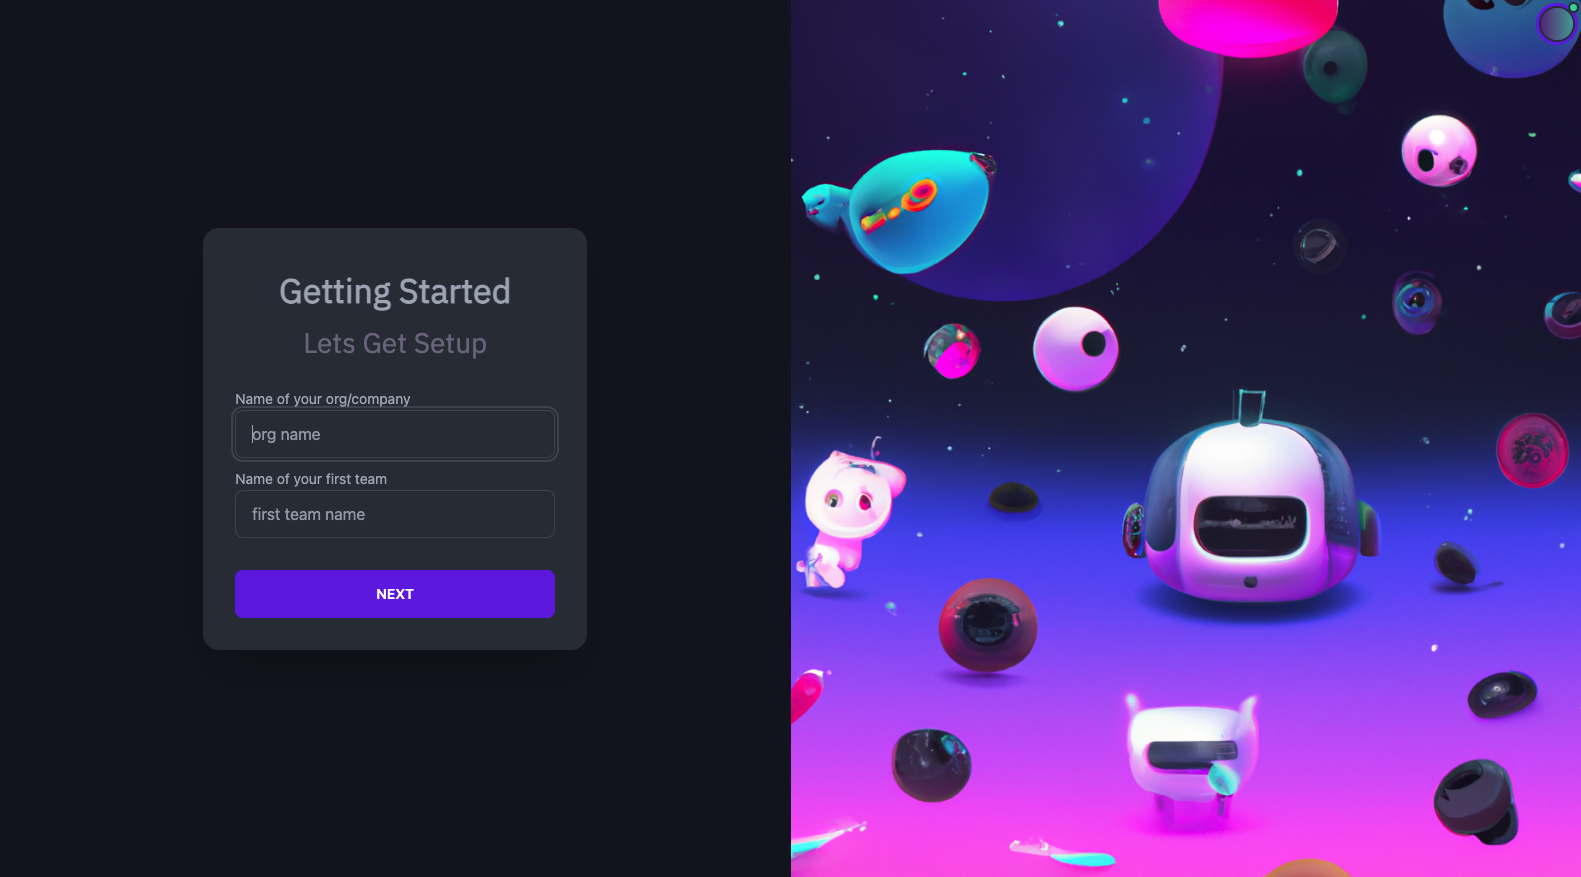 Getting Started
Lets Get Setup
Name of your org/company
org name
Name of your first team
first team name
NEXT